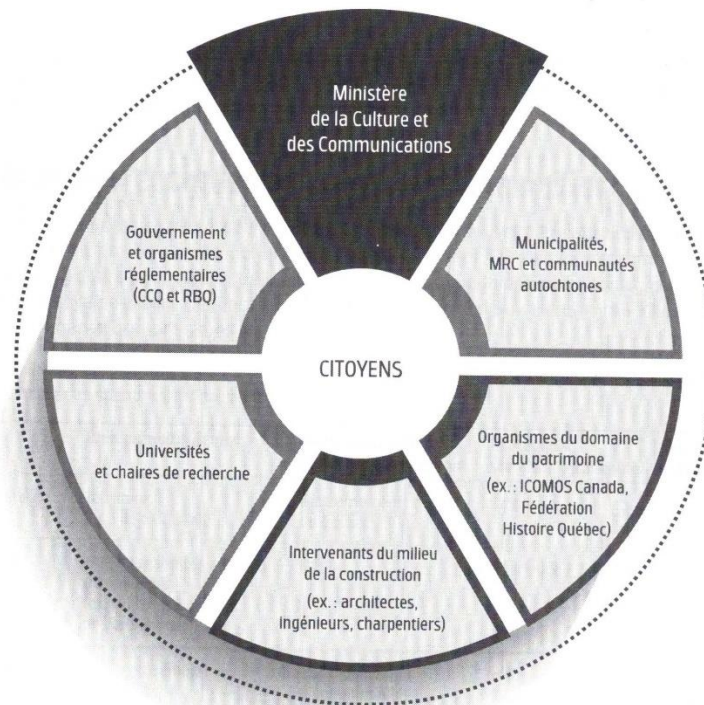 Ministère
de la Culture et
des Communications
Gouvernement
et organismes
réglementaires
(CCQ et RBQ)
Municipalités,
MRC et communautés
autochtones
CITOYENS
Universités
et chaires de recherche
Organismes du domaine
du patrimoine
(ex. : ICOMOS Canada,
Fédération
Histoire Québec)
Intervenants du milieu
de la construction
(ex. : architectes,
ingénieurs, charpentiers)